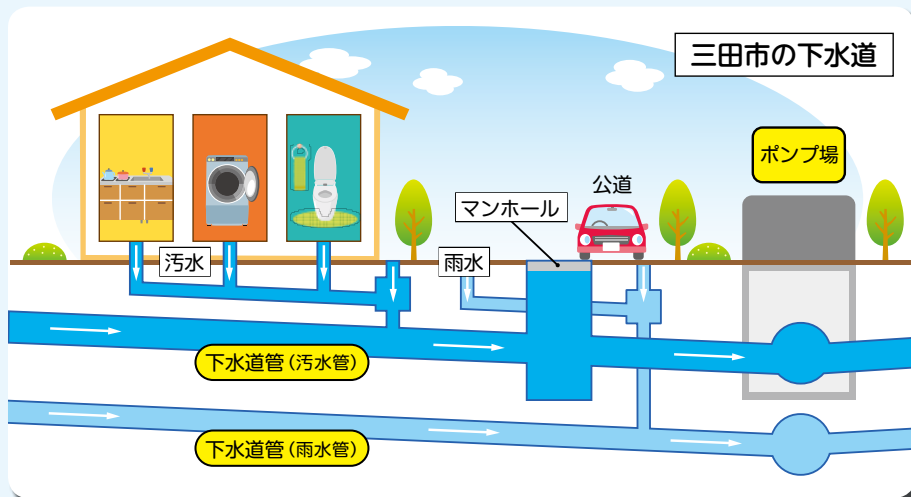 三田市の下水道
ポンプ場
公道
マンホール
汚水
雨水
下水道管(汚水管)
下水道管(雨水管)